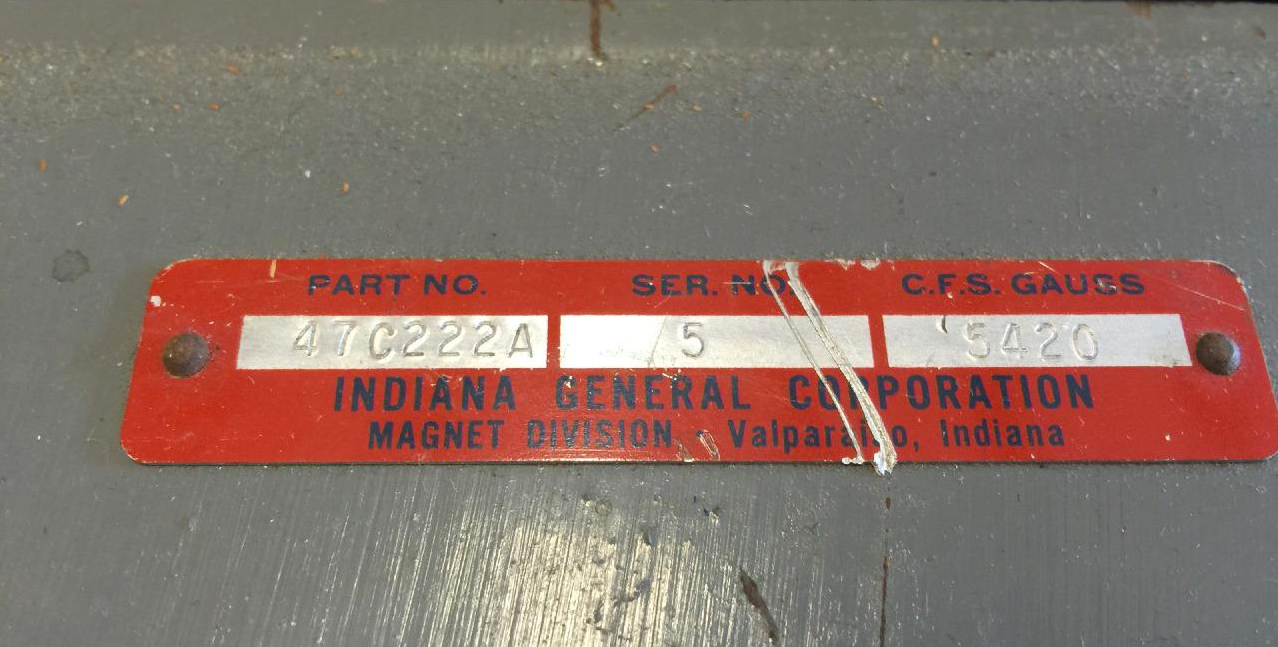 PART NO. SER. NO. C.F.S. GAUSS
47C222A 5 5420
INDIANA GENERAL CORPORATION
MAGNET DIVISION - Valparaiso, Indiana